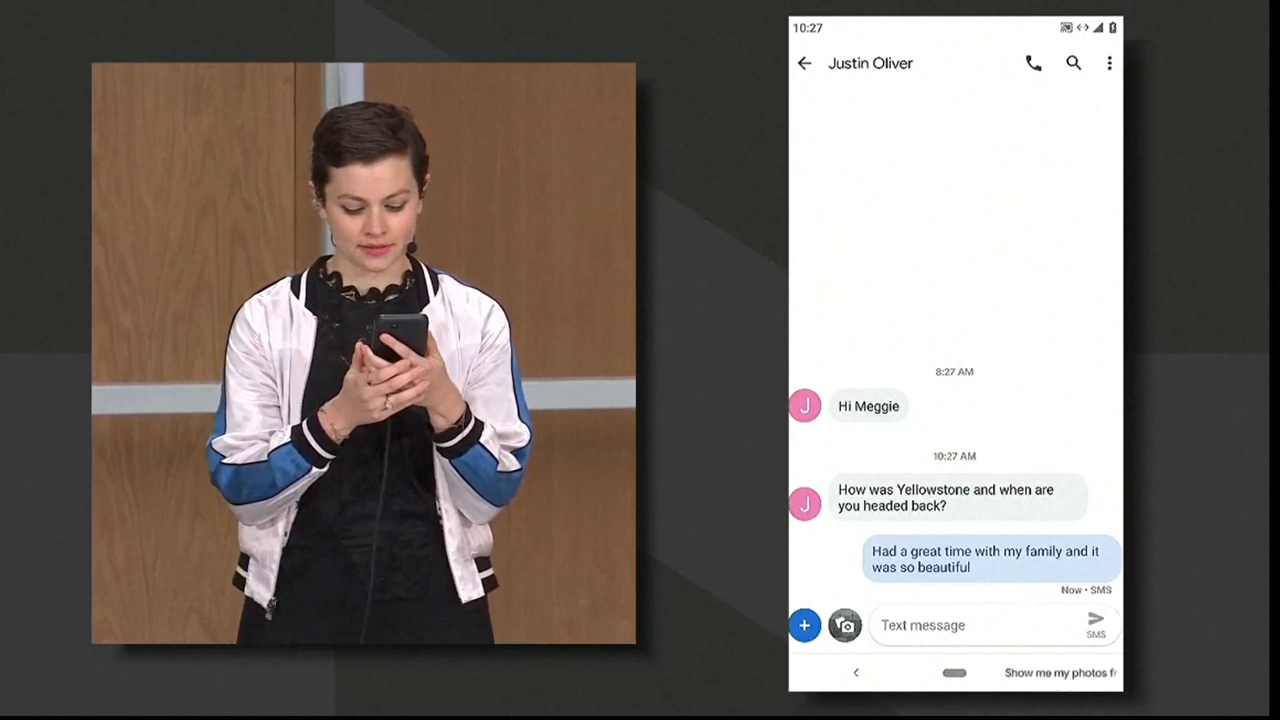 10:27
Justin Oliver
8:27 AM
J
Hi Meggie
10:27 AM
How was Yellowstone and when are
you headed back?
J
Had a great time with my family and it
was so beautiful
Now • SMS
Text message
SMS
Show me my photos fr